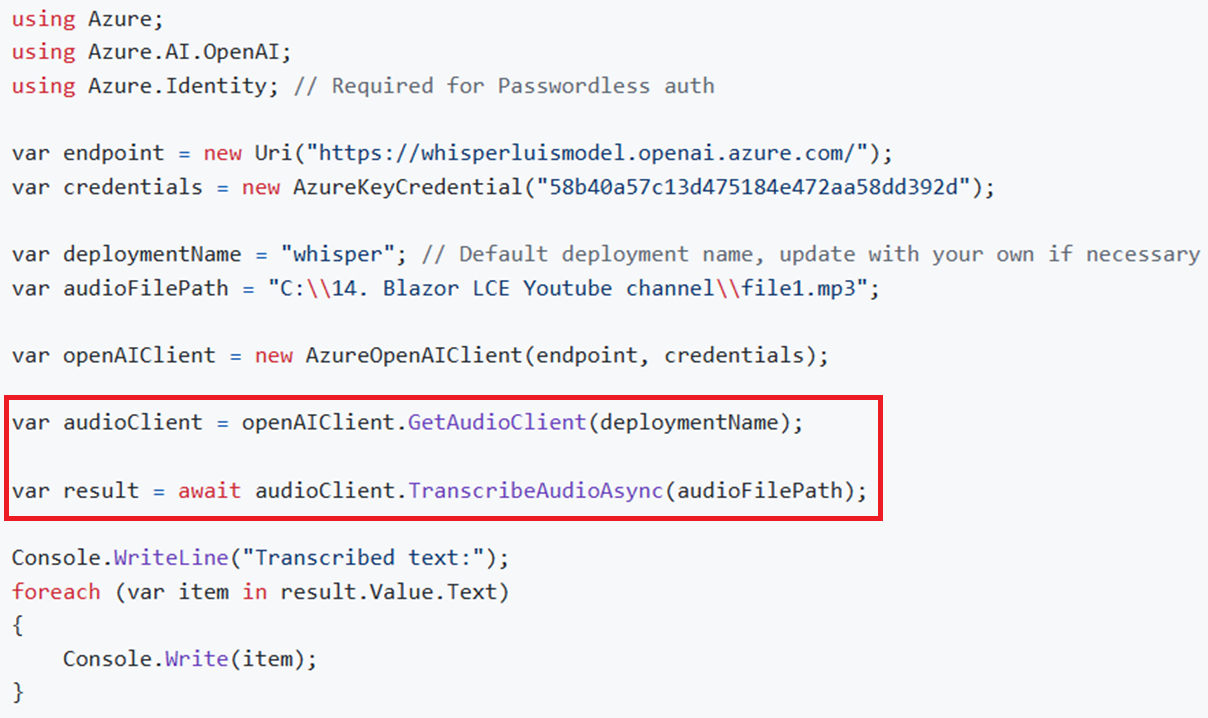 using Azure;
using Azure.AI.OpenAI;
using Azure.Identity; // Required for Passwordless auth
var endpoint = new Uri("https://whisperluismodel.openai.azure.com/");
var credentials = new AzureKeyCredential("58b40a57c13d475184e472aa58dd392d");
var deploymentName = "whisper"; // Default deployment name, update with your own if necessary
var audioFilePath = "C:\\14. Blazor LCE Youtube channel\\file1.mp3";
var openAIClient = new AzureOpenAIClient(endpoint, credentials);
var audioClient = openAIClient.GetAudioClient(deploymentName);
var result = await audioClient.TranscribeAudioAsync(audioFilePath);
Console.WriteLine("Transcribed text:");
foreach (var item in result.Value.Text)
{
    Console.Write(item);
}